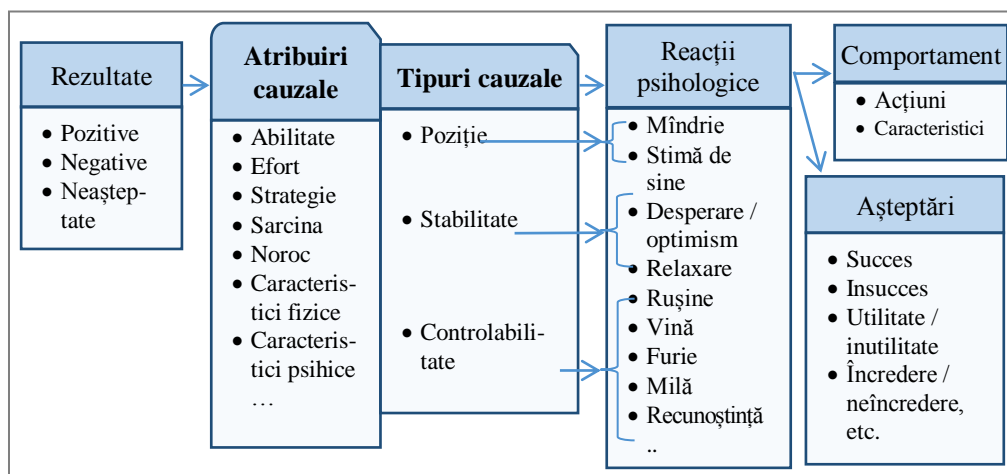 Rezultate
• Pozitive
• Negative
• Neaștep-
tate
Atribuiri
cauzale
• Abilitate
• Efort
• Strategie
• Sarcina
• Noroc
• Caracteris-
tici fizice
• Caracteris-
tici psihice
…
Tipuri cauzale
• Poziție
• Stabilitate
• Controlabili-
tate
Reacții
psihologice
• Mîndrie
• Stimă de
sine
• Desperare /
optimism
• Relaxare
• Rușine
• Vină
• Furie
• Milă
• Recunoștință
..
Comportament
• Acțiuni
• Caracteristici
Așteptări
• Succes
• Insucces
• Utilitate /
inutilitate
• Încredere /
neîncredere,
etc.